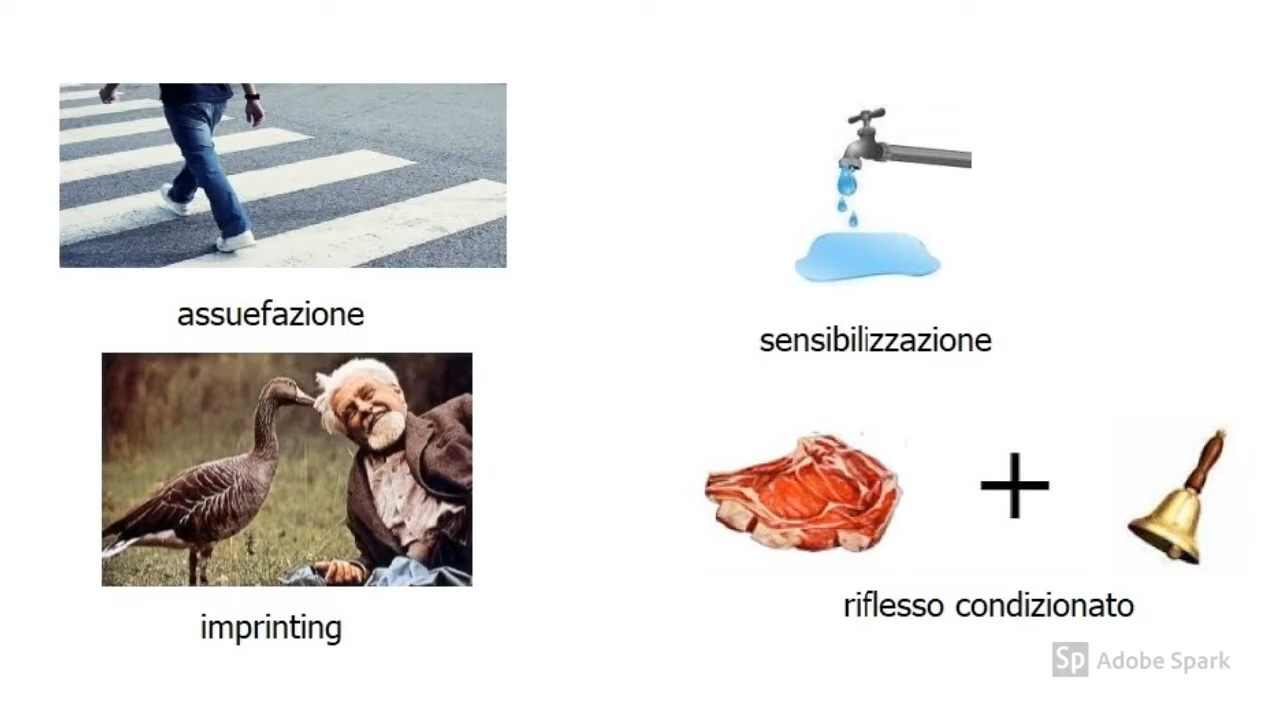 assuefazione
sensibilizzazione
imprinting
riflesso condizionato
Sp Adobe Spark